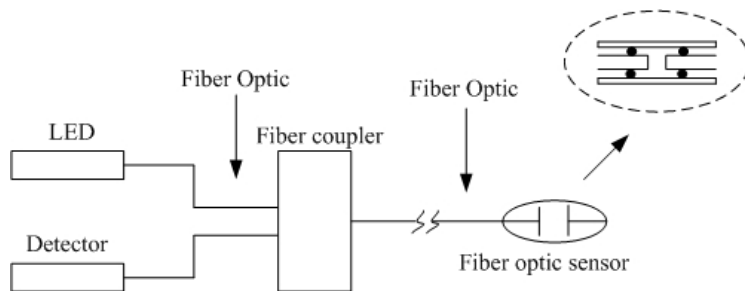 Fiber Optic
Fiber Optic
LED
Fiber coupler
Detector
Fiber optic sensor